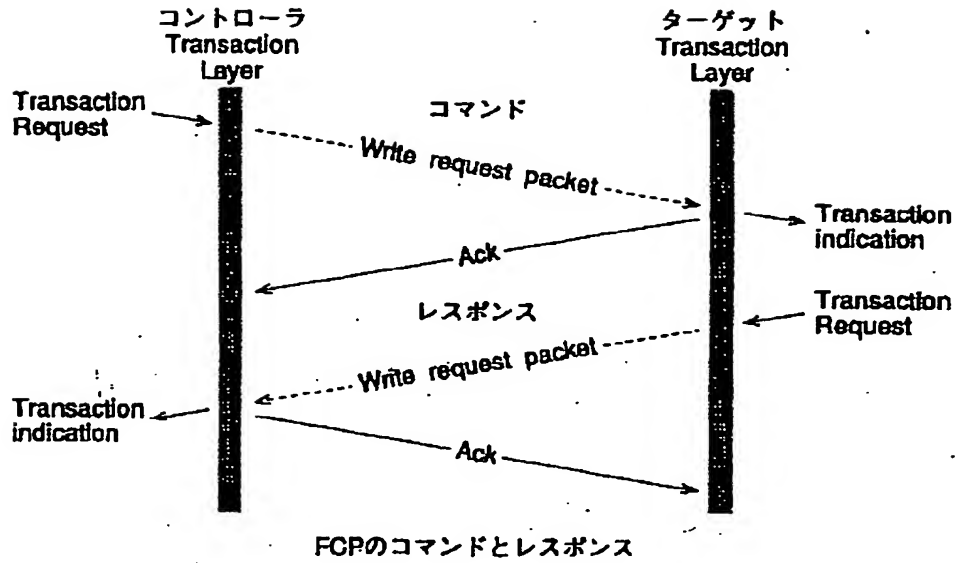 コントローラ
Transaction
Layer
ターゲット
Transaction
Layer
Transaction
Request
コマンド
Write request packet
Transaction
indication
Ack
レスポンス
Transaction
Request
Write request packet
Transaction
indication
Ack
FCPのコマンドとレスポンス